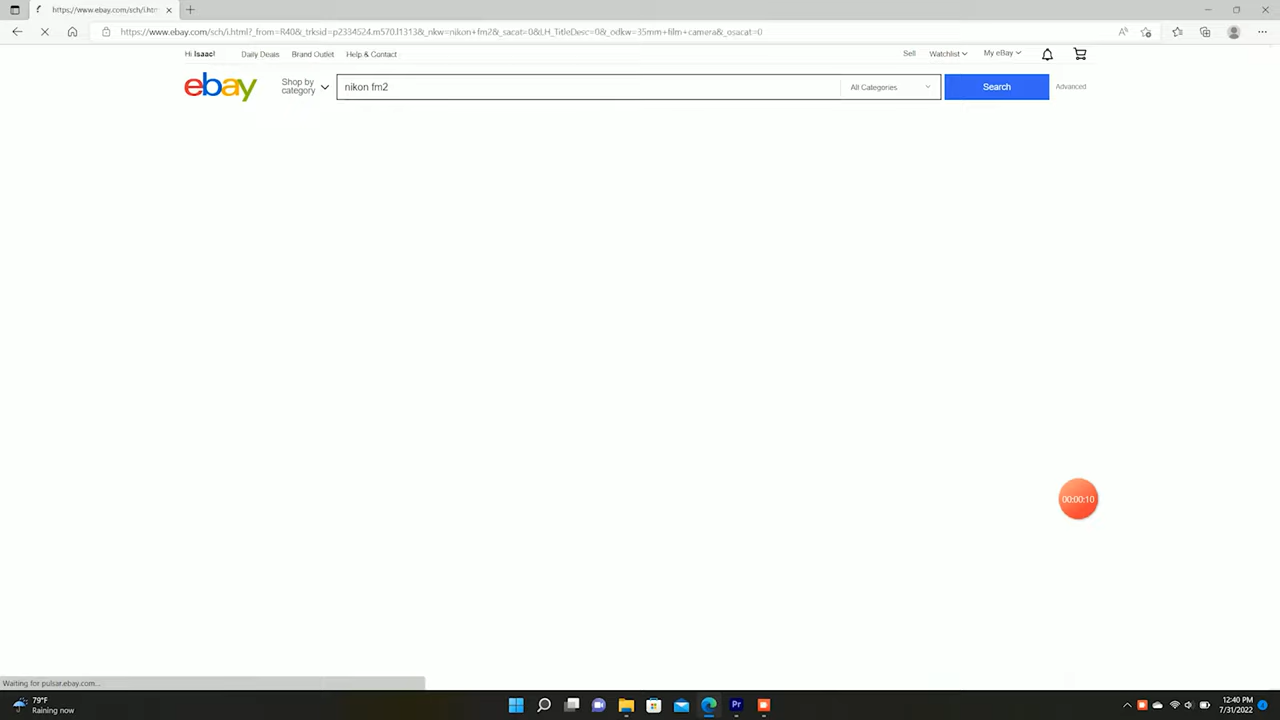 https://www.ebay.com/sch/i.htm
https://www.ebay.com/sch/i.html?_from=R40&_trksid=p2334524.m570.l1313&_nkw=nikon+fm2&_sacat=0&LH_TitleDesc=0&_odkw=35mm+film+camera&_osacat=0
Hi Isaac! Daily Deals Brand Outlet Help & Contact Sell Watchlist My eBay
ebay Shop by category nikon fm2 All Categories Search Advanced
00:00:10
Waiting for pulsar.ebay.com...
79°F
Raining now
Pr
12:40 PM
7/31/2022